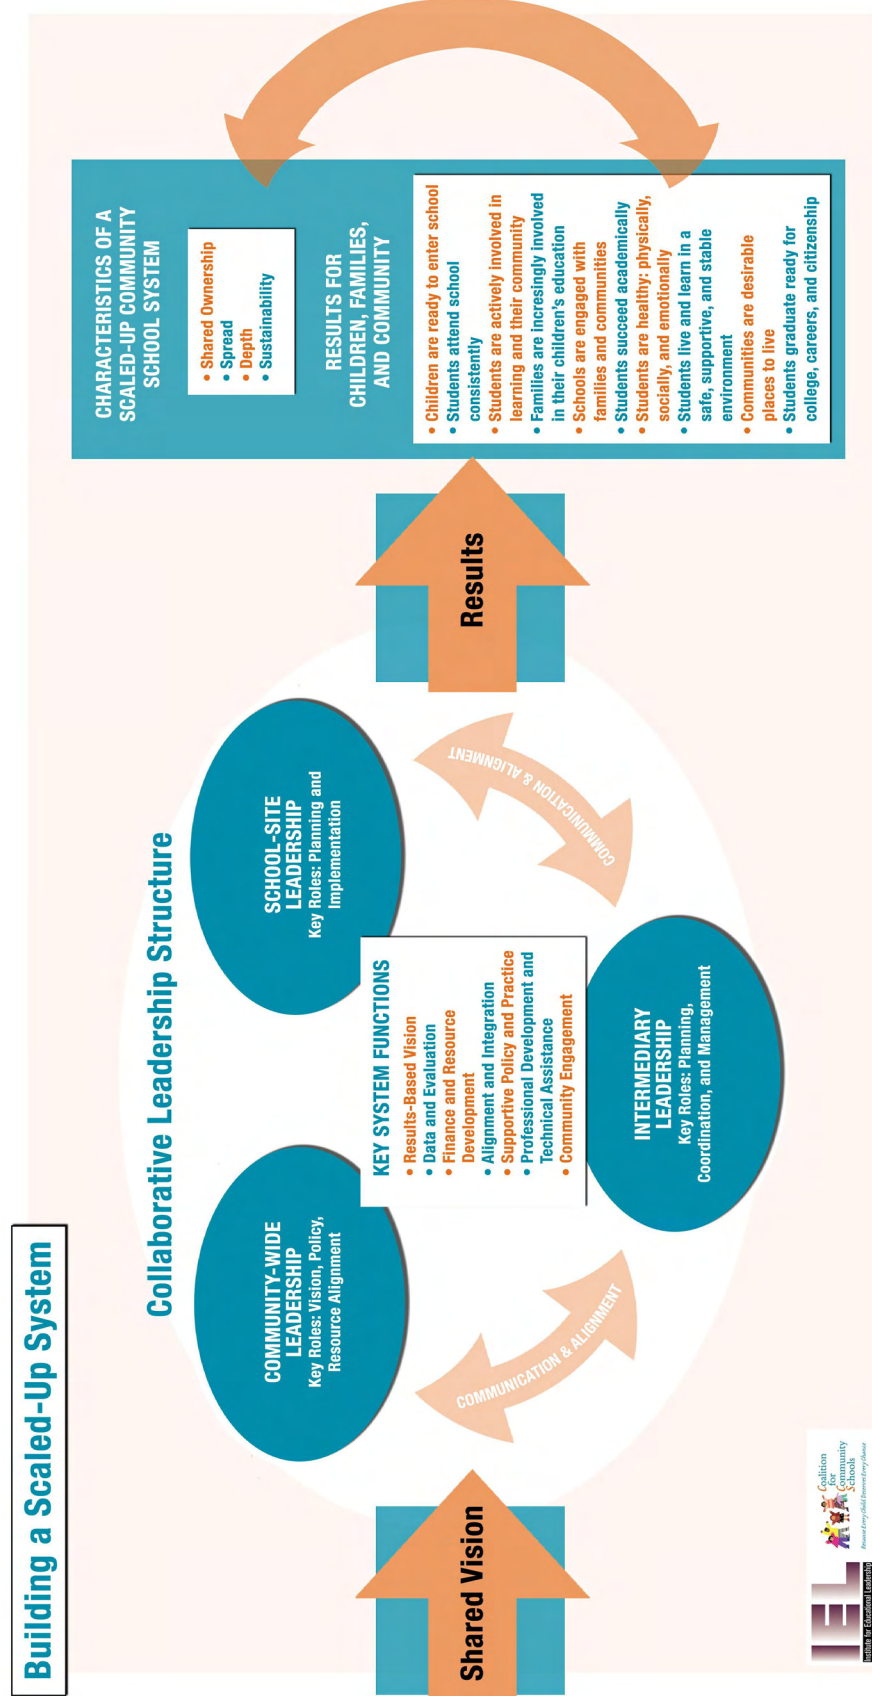 Building a Scaled-Up System
Shared Vision
Collaborative Leadership Structure
COMMUNITY-WIDE
LEADERSHIP
Key Roles: Vision, Policy,
Resource Alignment
SCHOOL-SITE
LEADERSHIP
Key Roles: Planning and
Implementation
KEY SYSTEM FUNCTIONS
• Results-Based Vision
• Data and Evaluation
• Finance and Resource
Development
• Alignment and Integration
• Supportive Policy and Practice
• Professional Development and
Technical Assistance
• Community Engagement
COMMUNICATION & ALIGNMENT
COMMUNICATION & ALIGNMENT
INTERMEDIARY
LEADERSHIP
Key Roles: Planning,
Coordination, and Management
Results
CHARACTERISTICS OF A
SCALED-UP COMMUNITY
SCHOOL SYSTEM
• Shared Ownership
• Spread
• Depth
• Sustainability
RESULTS FOR
CHILDREN, FAMILIES,
AND COMMUNITY
• Children are ready to enter school
• Students attend school
consistently
• Students are actively involved in
learning and their community
• Families are incresingly involved
in their children's education
• Schools are engaged with
families and communities
• Students succeed academically
• Students are healthy: physically,
socially, and emotionally
• Students live and learn in a
safe, supportive, and stable
environment
• Communities are desirable
places to live
• Students graduate ready for
college, careers, and citizenship
IEL
Institute for Educational Leadership
Coalition
for
Community
Schools
Because Every Child Deserves Every Chance